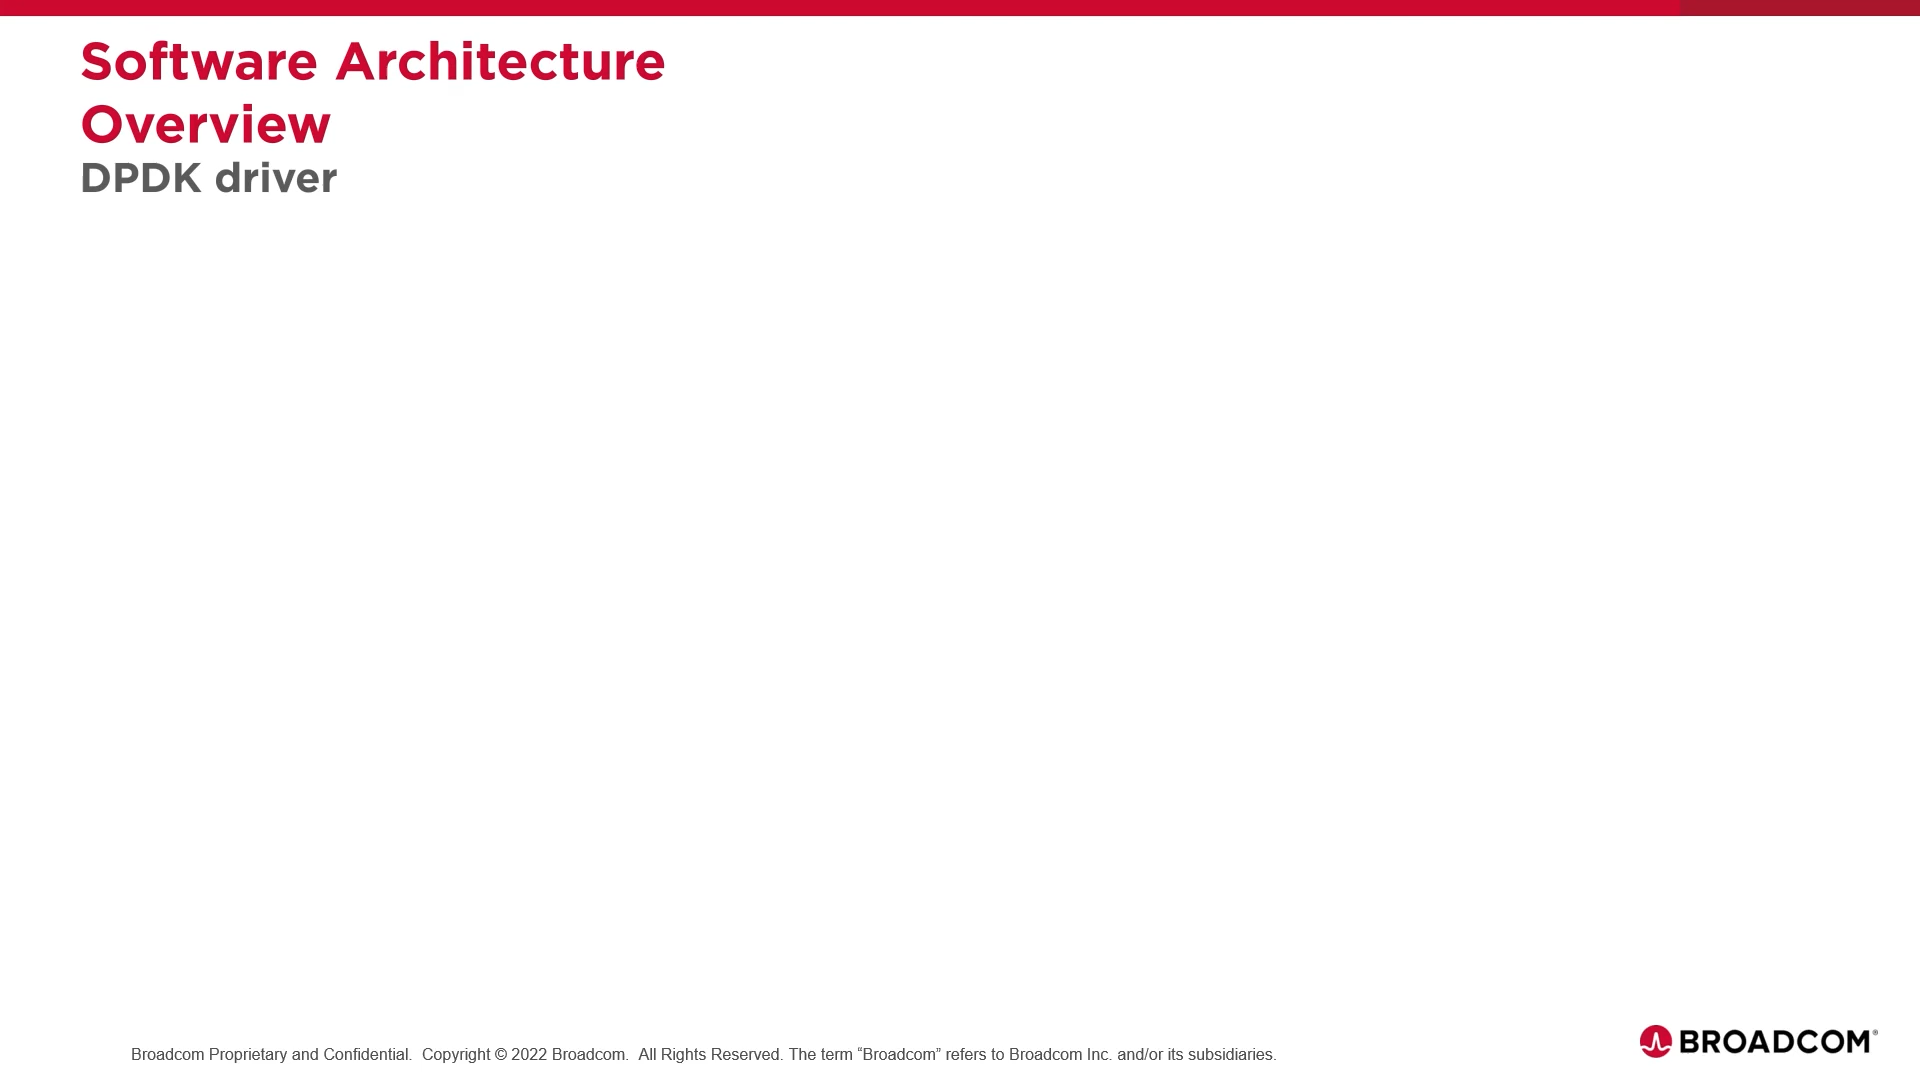 Software Architecture
Overview
DPDK driver
Broadcom Proprietary and Confidential.  Copyright © 2022 Broadcom.  All Rights Reserved. The term “Broadcom” refers to Broadcom Inc. and/or its subsidiaries.
BROADCOM®